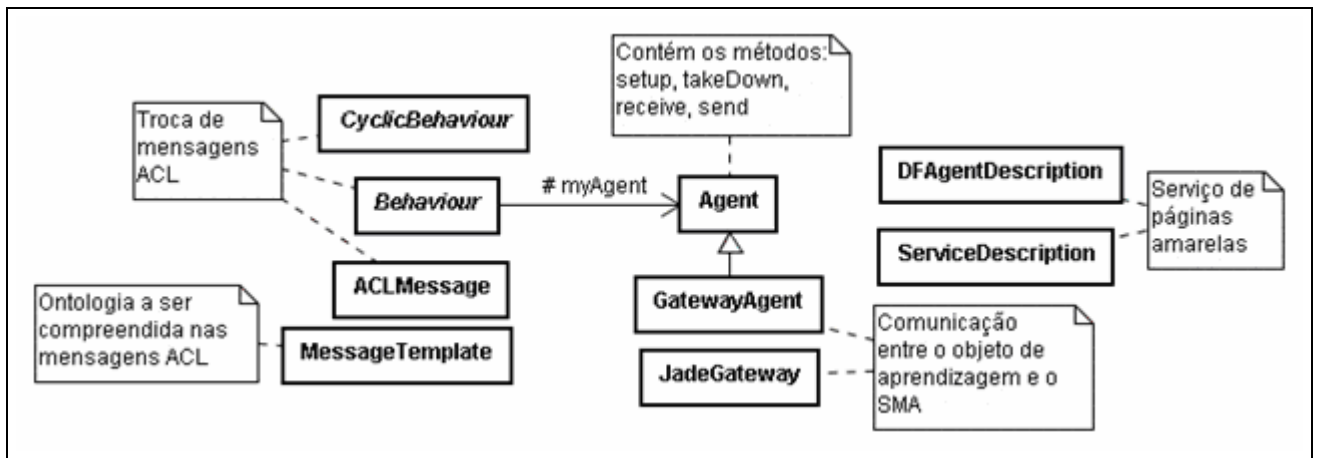 Contém os métodos:
setup, takeDown,
receive, send
Troca de
mensagens
ACL
CyclicBehaviour
Behaviour
# myAgent
Agent
DFAgentDescription
ServiceDescription
Serviço de
páginas
amarelas
ACLMessage
Ontologia a ser
compreendida nas
mensagens ACL
MessageTemplate
GatewayAgent
JadeGateway
Comunicação
entre o objeto de
aprendizagem e o
SMA